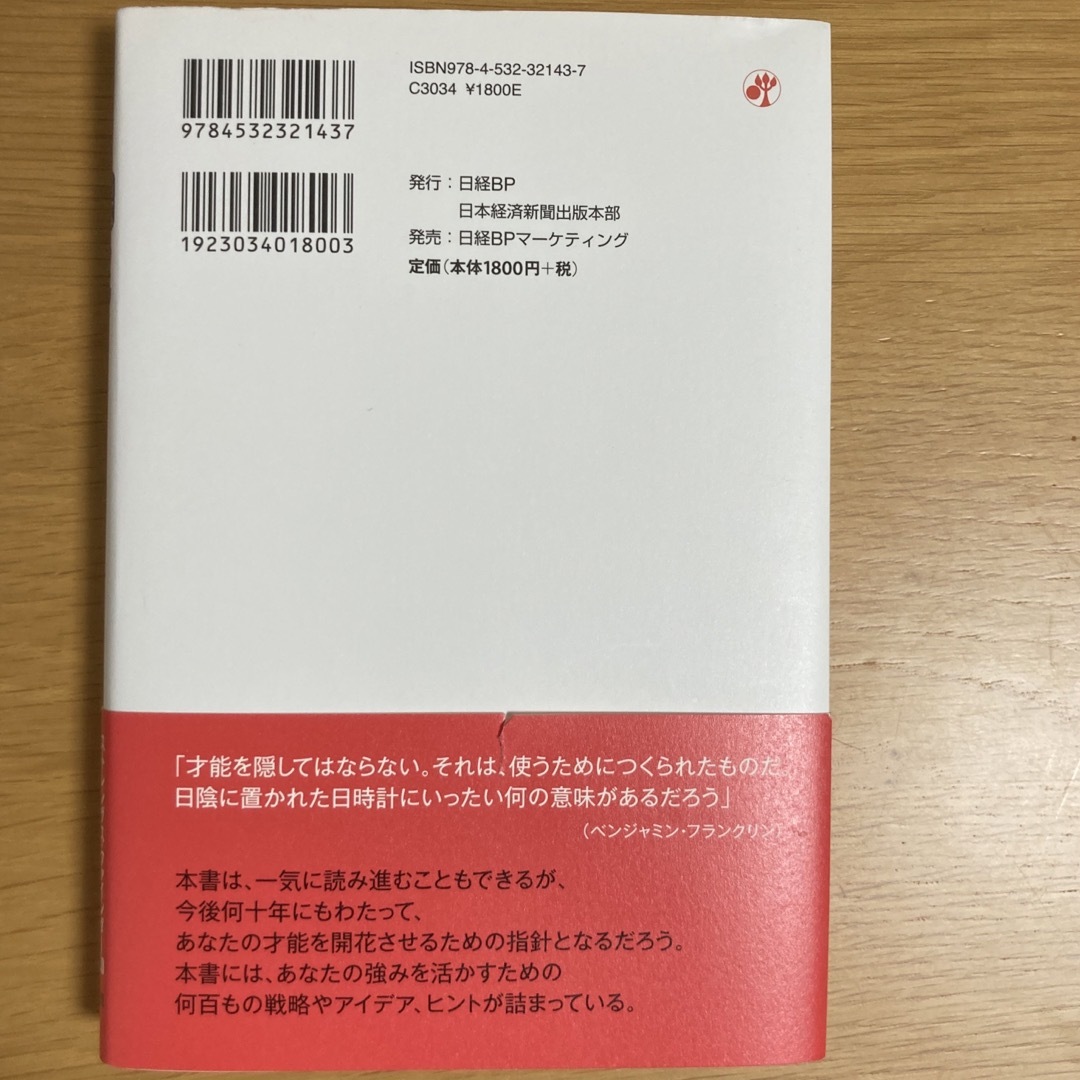 ISBN978-4-532-32143-7
C3034 ¥1800E
9784532321437
1923034018003
発行：日経BP
日本経済新聞出版本部
発売：日経BPマーケティング
定価(本体1800円＋税)
「才能を隠してはならない。それは、使うためにつくられたものだ。
日陰に置かれた日時計にいったい何の意味があるだろう」
（ベンジャミン・フランクリン）
本書は、一気に読み進むこともできるが、
今後何十年にもわたって、
あなたの才能を開花させるための指針となるだろう。
本書には、あなたの強みを活かすための
何百もの戦略やアイデア、ヒントが詰まっている。